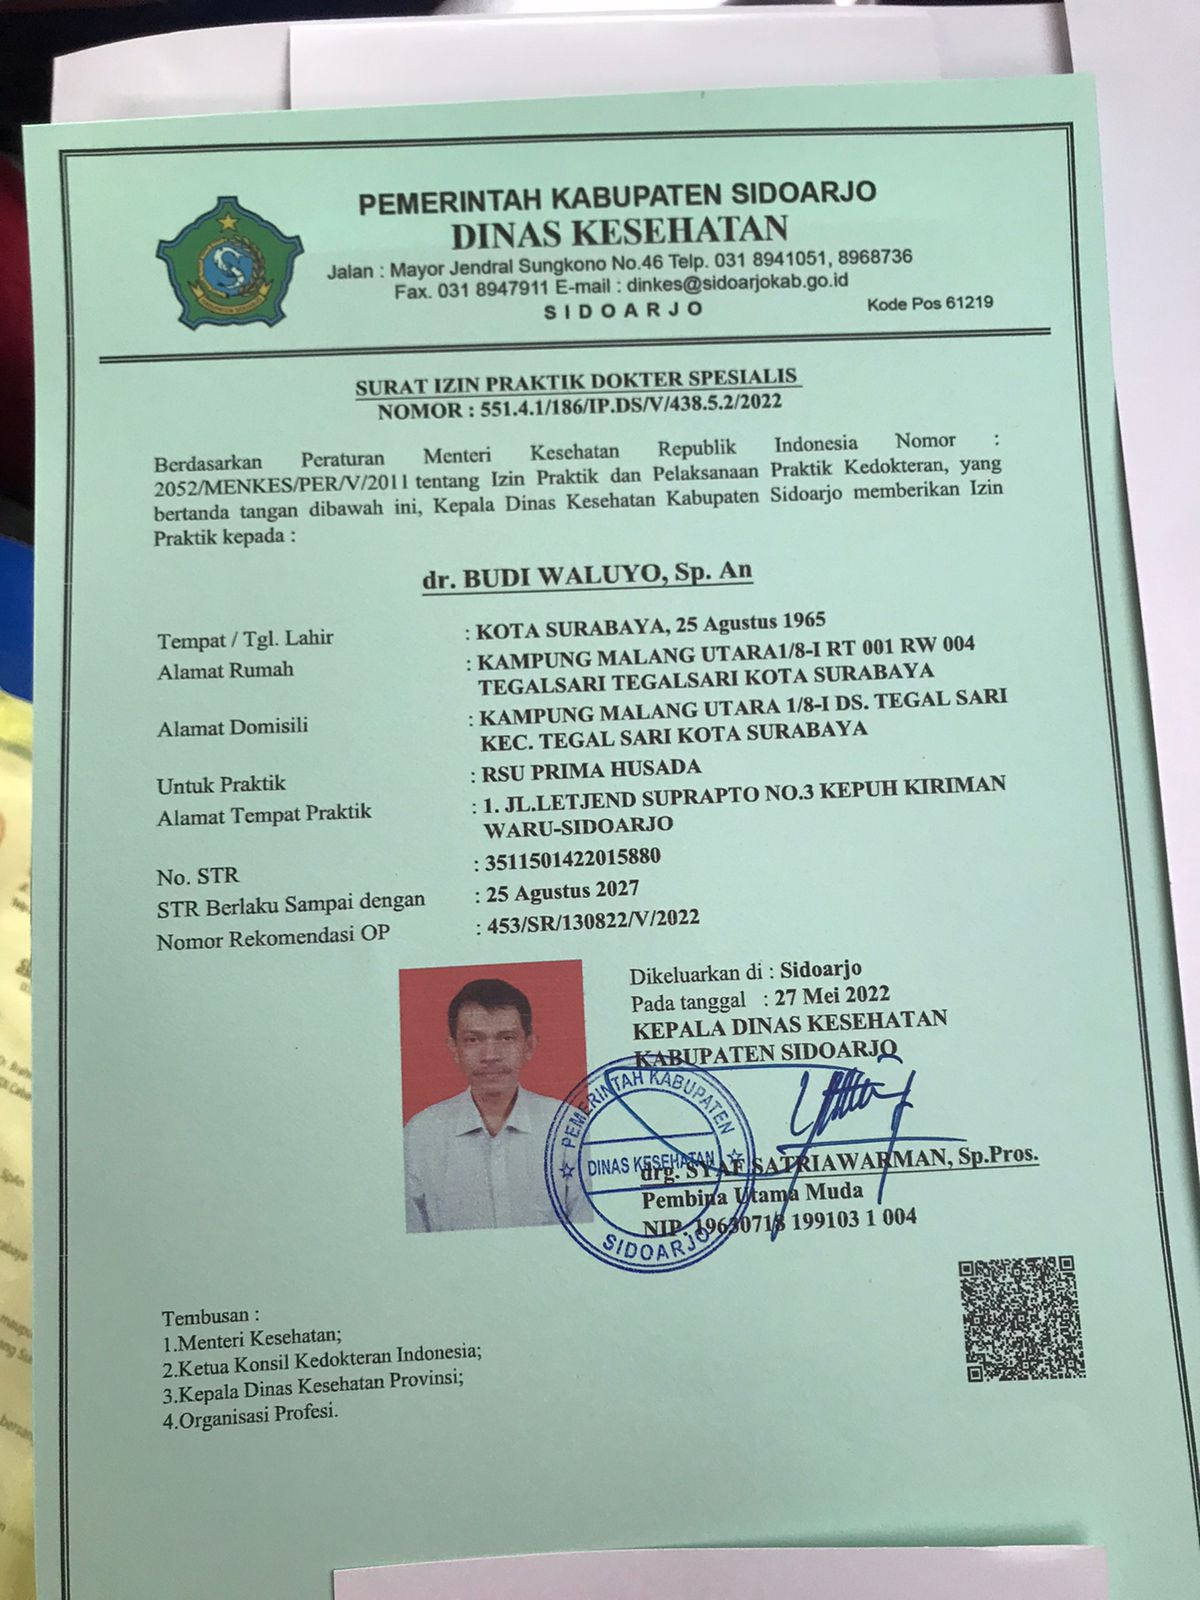 PEMERINTAH KABUPATEN SIDOARJO
DINAS KESEHATAN
Jalan : Mayor Jendral Sungkono No.46 Telp. 031 8941051, 8968736
Fax. 031 8947911 E-mail : dinkes@sidoarjokab.go.id
SIDOARJO
Kode Pos 61219
SURAT IZIN PRAKTIK DOKTER SPESIALIS
NOMOR : 551.4.1/186/IP.DS/V/438.5.2/2022
Berdasarkan Peraturan Menteri Kesehatan Republik Indonesia Nomor :
2052/MENKES/PER/V/2011 tentang Izin Praktik dan Pelaksanaan Praktik Kedokteran, yang
bertanda tangan dibawah ini, Kepala Dinas Kesehatan Kabupaten Sidoarjo memberikan Izin
Praktik kepada :
dr. BUDI WALUYO, Sp. An
Tempat / Tgl. Lahir : KOTA SURABAYA, 25 Agustus 1965
Alamat Rumah : KAMPUNG MALANG UTARA1/8-I RT 001 RW 004
TEGALSARI TEGALSARI KOTA SURABAYA
Alamat Domisili : KAMPUNG MALANG UTARA 1/8-I DS. TEGAL SARI
KEC. TEGAL SARI KOTA SURABAYA
Untuk Praktik : RSU PRIMA HUSADA
Alamat Tempat Praktik : 1. JL.LETJEND SUPRAPTO NO.3 KEPUH KIRIMAN
WARU-SIDOARJO
No. STR : 3511501422015880
STR Berlaku Sampai dengan : 25 Agustus 2027
Nomor Rekomendasi OP : 453/SR/130822/V/2022
Dikeluarkan di : Sidoarjo
Pada tanggal : 27 Mei 2022
KEPALA DINAS KESEHATAN
KABUPATEN SIDOARJO
PEMERINTAH KABUPATEN
DINAS KESEHATAN
SIDOARJO
drg. SYAF SATRIAWARMAN, Sp.Pros.
Pembina Utama Muda
NIP. 19630718 199103 1 004
Tembusan :
1.Menteri Kesehatan;
2.Ketua Konsil Kedokteran Indonesia;
3.Kepala Dinas Kesehatan Provinsi;
4.Organisasi Profesi.